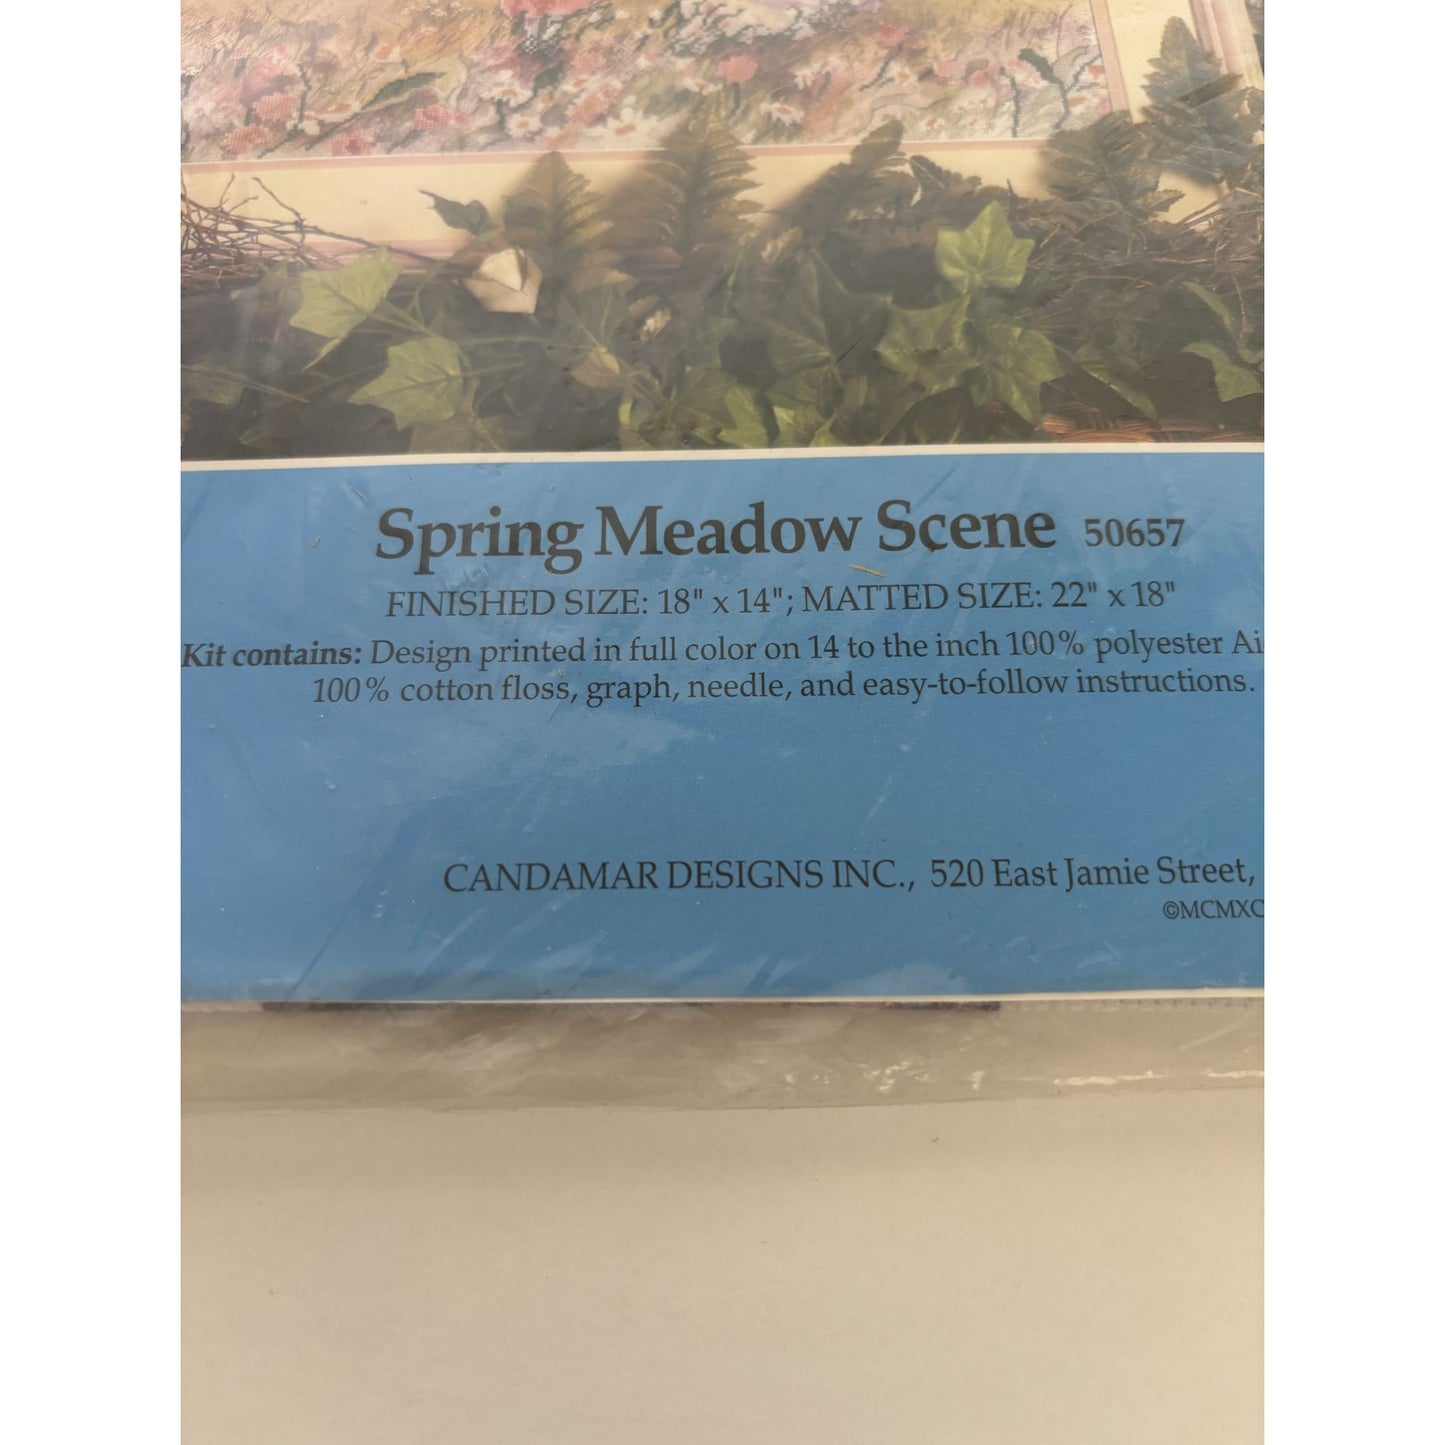 Spring Meadow Scene 50657
FINISHED SIZE: 18" x 14"; MATTED SIZE: 22" x 18"
Kit contains: Design printed in full color on 14 to the inch 100% polyester Ai
100% cotton floss, graph, needle, and easy-to-follow instructions.
CANDAMAR DESIGNS INC., 520 East Jamie Street,
©MCMXC